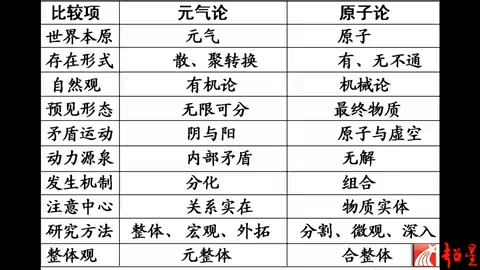 比较项 元气论 原子论
世界本原 元气 原子
存在形式 散、聚转换 有、无不通
自然观 有机论 机械论
预见形态 无限可分 最终物质
矛盾运动 阴与阳 原子与虚空
动力源泉 内部矛盾 无解
发生机制 分化 组合
注意中心 关系实在 物质实体
研究方法 整体、宏观、外拓 分割、微观、深入
整体观 元整体 合整体
超星